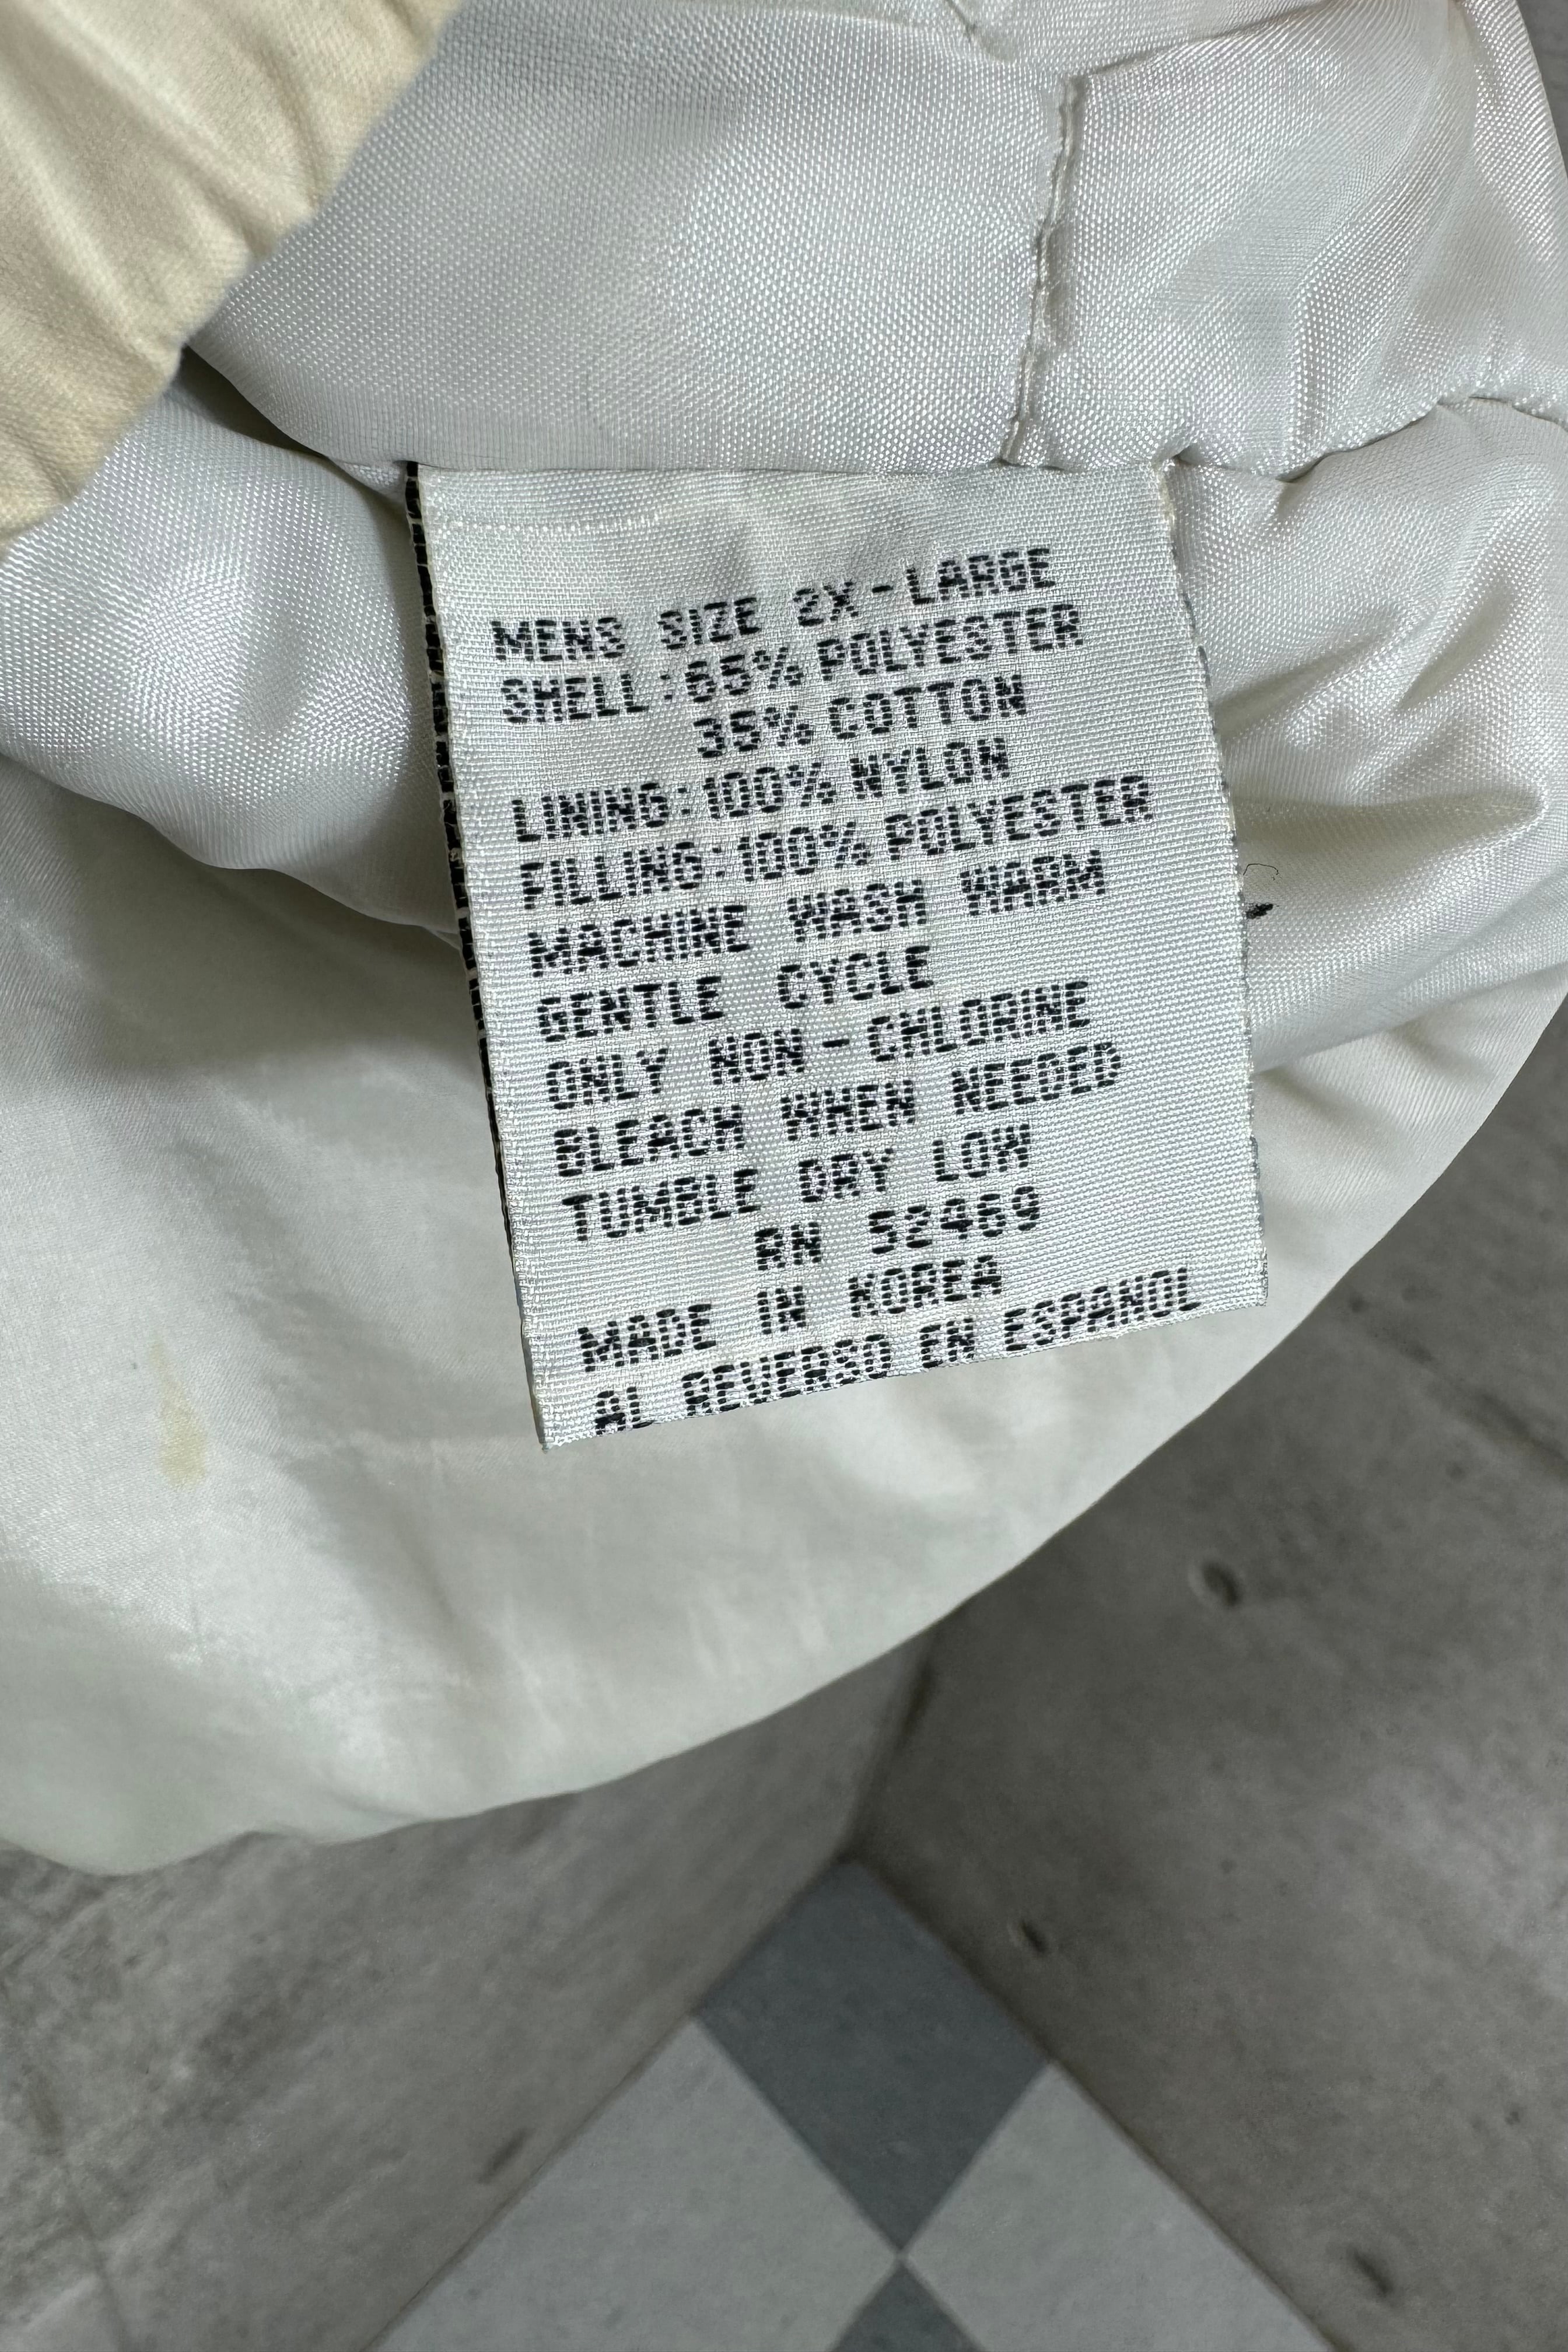 MENS SIZE 2X-LARGE
SHELL:65% POLYESTER
35% COTTON
LINING:100% NYLON
FILLING:100% POLYESTER
MACHINE WASH WARM
GENTLE CYCLE
ONLY NON-CHLORINE
BLEACH WHEN NEEDED
TUMBLE DRY LOW
RN 52469
MADE IN KOREA
AL REVERSO EN ESPANOL